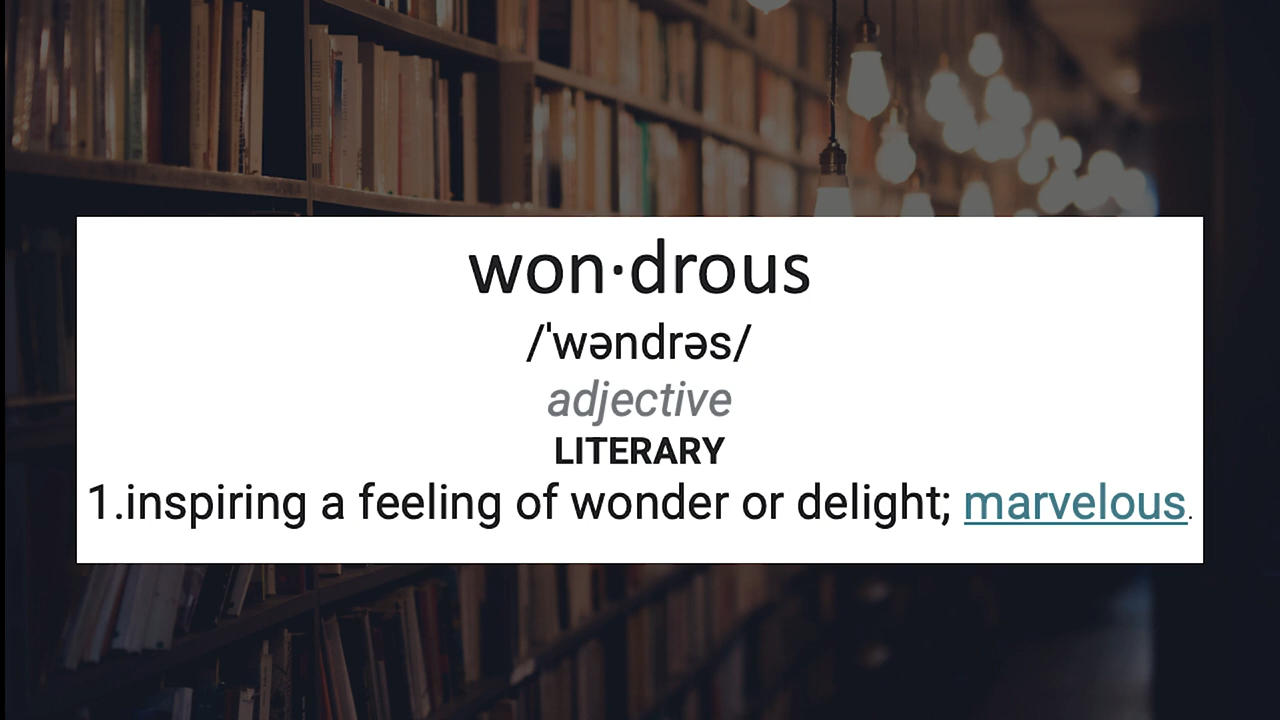 won·drous
/ˈwəndrəs/
adjective
LITERARY
1.inspiring a feeling of wonder or delight; marvelous.